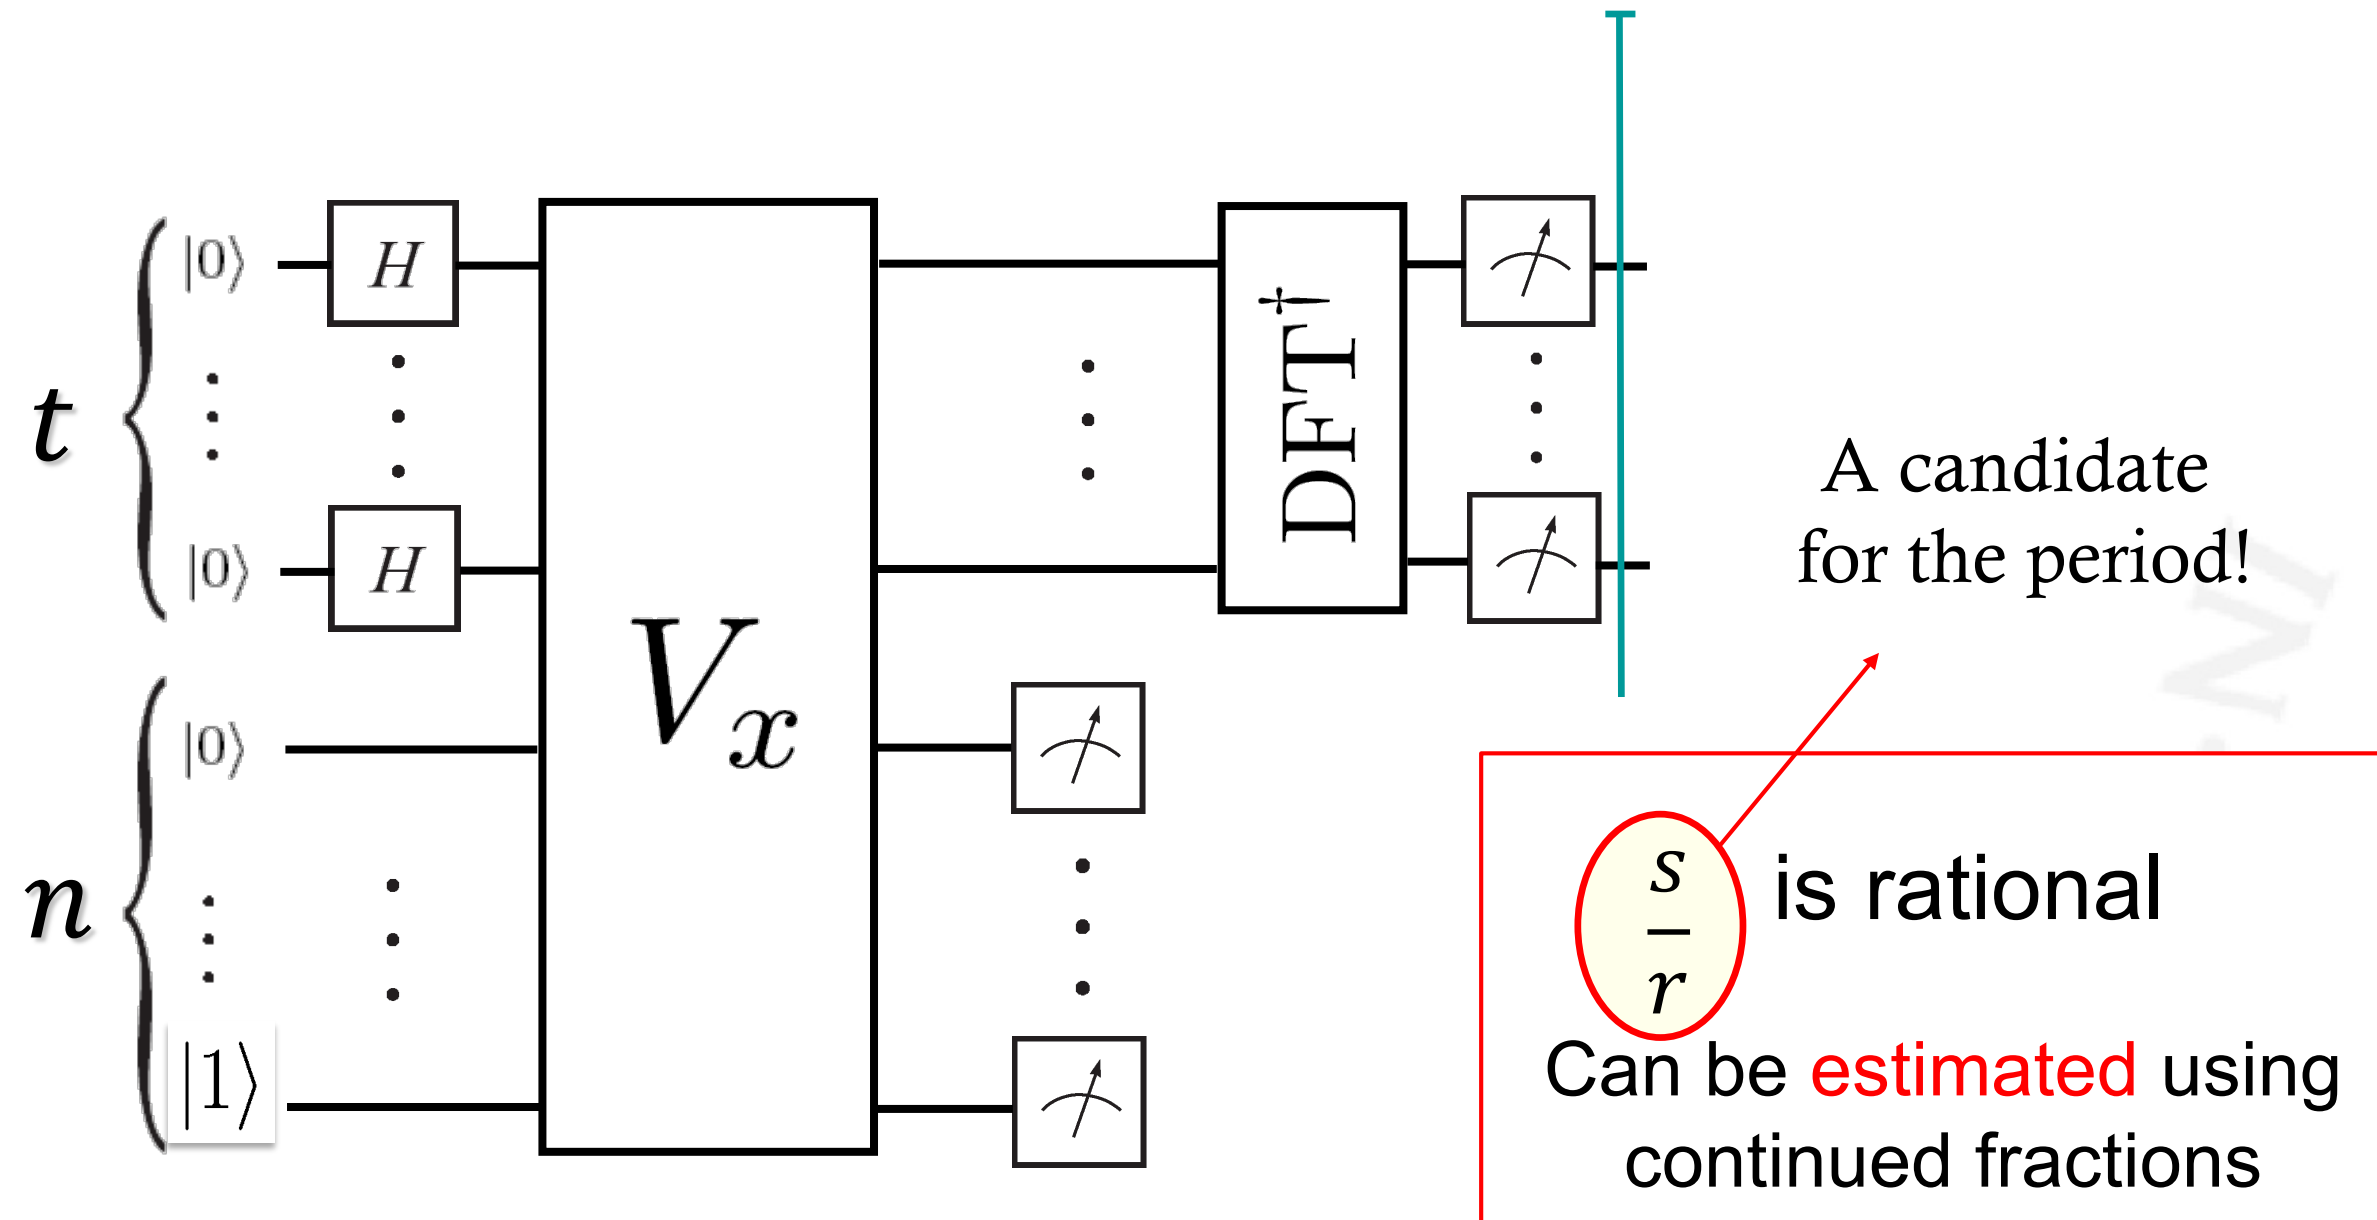 |0⟩ H
t
|0⟩ H
DFT†
V_x
|0⟩
n
|1⟩
A candidate
for the period!
s
r
is rational
Can be estimated using
continued fractions